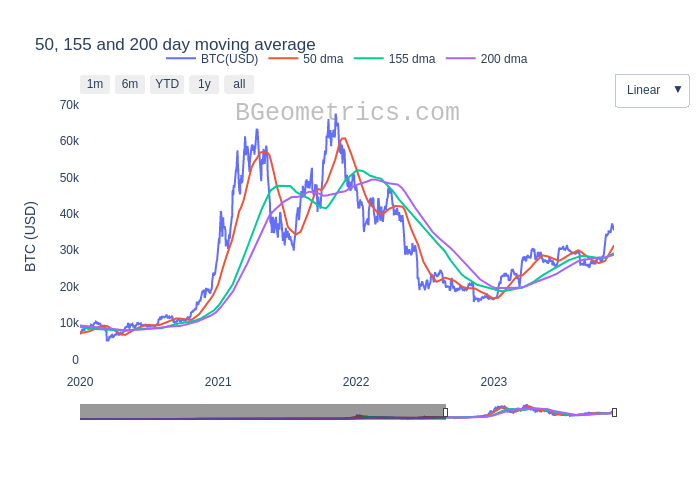 50, 155 and 200 day moving average
BTC(USD) 50 dma 155 dma 200 dma
1m 6m YTD 1y all
Linear ▼
BGeometrics.com
70k
60k
50k
40k
30k
20k
10k
0
BTC (USD)
2020 2021 2022 2023